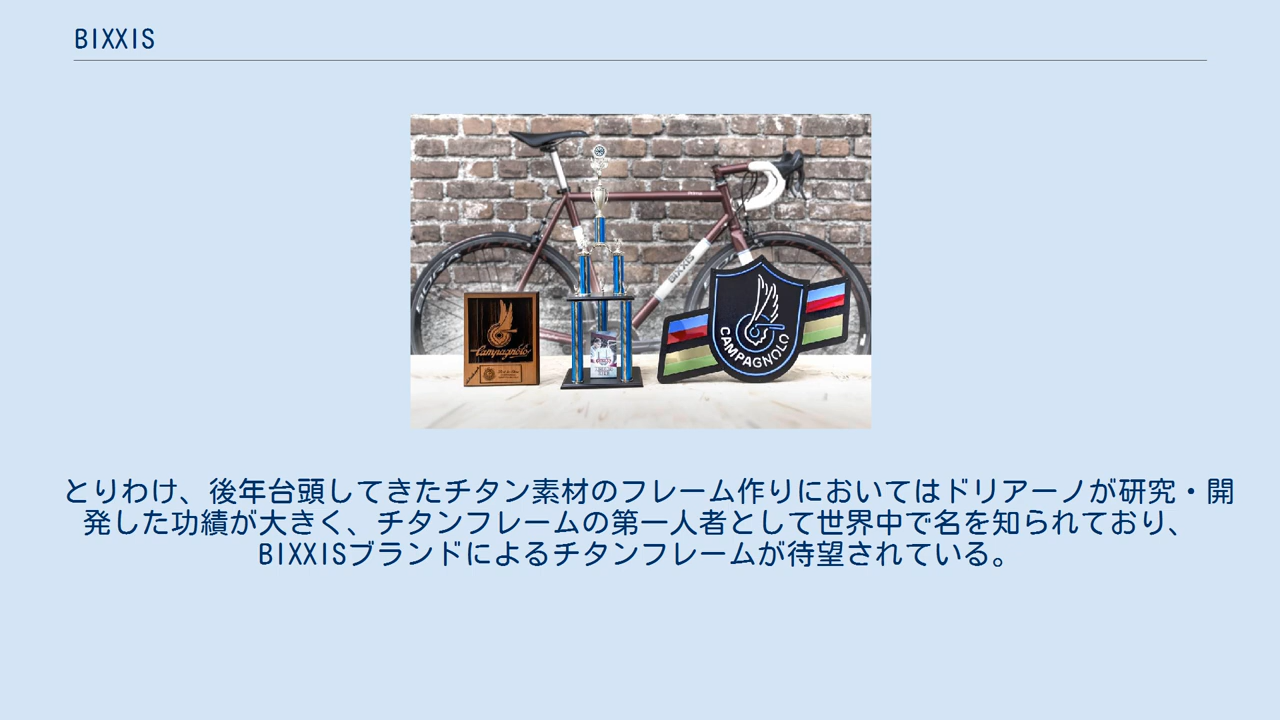 BIXXIS
BIXXIS
Campagnolo
CAMPAGNOLO
とりわけ、後年台頭してきたチタン素材のフレーム作りにおいてはドリアーノが研究・開
発した功績が大きく、チタンフレームの第一人者として世界中で名を知られており、
BIXXISブランドによるチタンフレームが待望されている。